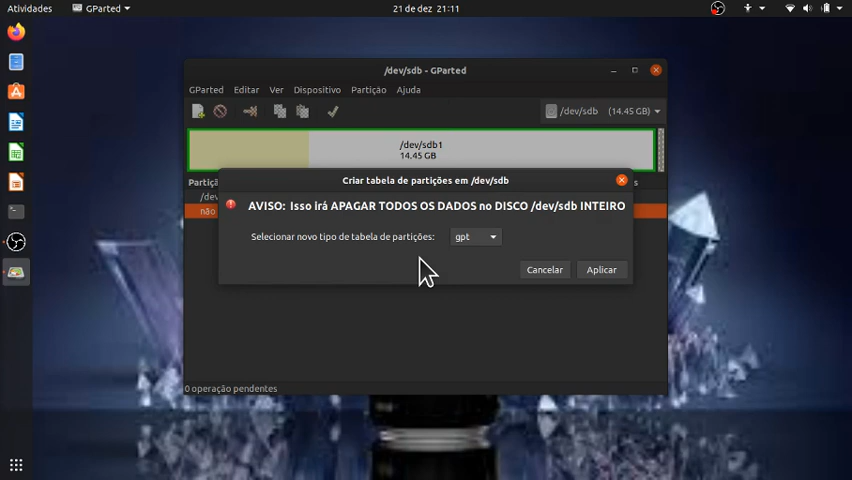 Atividades
GParted
21 de dez 21:11
/dev/sdb - GParted
GParted Editar Ver Dispositivo Partição Ajuda
/dev/sdb (14.45 GB)
/dev/sdb1
14.45 GB
Partiçã
s
/de
não
Criar tabela de partições em /dev/sdb
AVISO: Isso irá APAGAR TODOS OS DADOS no DISCO /dev/sdb INTEIRO
Selecionar novo tipo de tabela de partições: gpt
Cancelar Aplicar
0 operação pendentes